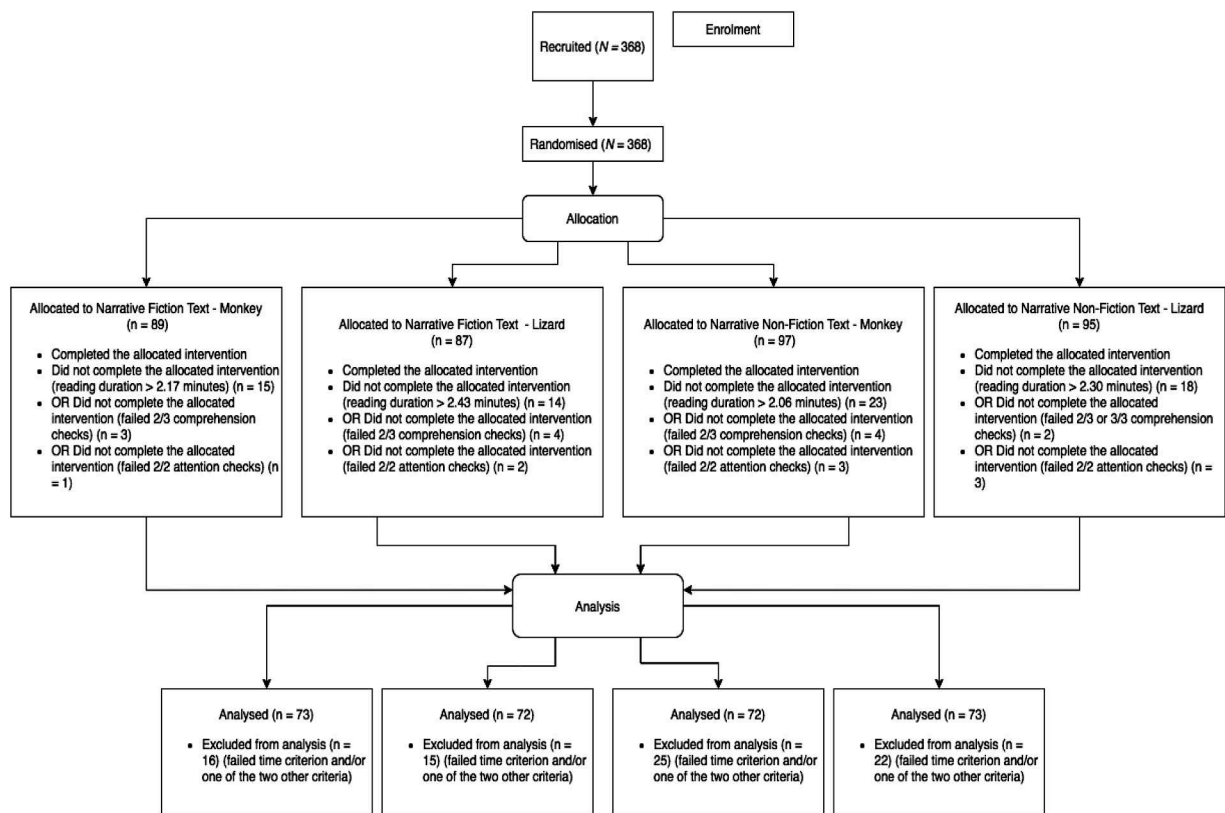 Recruited (N = 368)
Enrolment
Randomised (N = 368)
Allocation
Allocated to Narrative Fiction Text - Monkey
(n = 89)
• Completed the allocated intervention
• Did not complete the allocated intervention
(reading duration > 2.17 minutes) (n = 15)
• OR Did not complete the allocated
intervention (failed 2/3 comprehension
checks) (n = 3)
• OR Did not complete the allocated
intervention (failed 2/2 attention checks) (n
= 1)
Allocated to Narrative Fiction Text - Lizard
(n = 87)
• Completed the allocated intervention
• Did not complete the allocated intervention
(reading duration > 2.43 minutes) (n = 14)
• OR Did not complete the allocated intervention
(failed 2/3 comprehension checks) (n = 4)
• OR Did not complete the allocated intervention
(failed 2/2 attention checks) (n = 2)
Allocated to Narrative Non-Fiction Text - Monkey
(n = 97)
• Completed the allocated intervention
• Did not complete the allocated intervention
(reading duration > 2.06 minutes) (n = 23)
• OR Did not complete the allocated intervention
(failed 2/3 comprehension checks) (n = 4)
• OR Did not complete the allocated intervention
(failed 2/2 attention checks) (n = 3)
Allocated to Narrative Non-Fiction Text - Lizard
(n = 95)
• Completed the allocated intervention
• Did not complete the allocated intervention
(reading duration > 2.30 minutes) (n = 18)
• OR Did not complete the allocated
intervention (failed 2/3 or 3/3 comprehension
checks) (n = 2)
• OR Did not complete the allocated
intervention (failed 2/2 attention checks) (n =
3)
Analysis
Analysed (n = 73)
• Excluded from analysis (n =
16) (failed time criterion and/or
one of the two other criteria)
Analysed (n = 72)
• Excluded from analysis (n =
15) (failed time criterion and/or
one of the two other criteria)
Analysed (n = 72)
• Excluded from analysis (n =
25) (failed time criterion and/or
one of the two other criteria)
Analysed (n = 73)
• Excluded from analysis (n =
22) (failed time criterion and/or
one of the two other criteria)